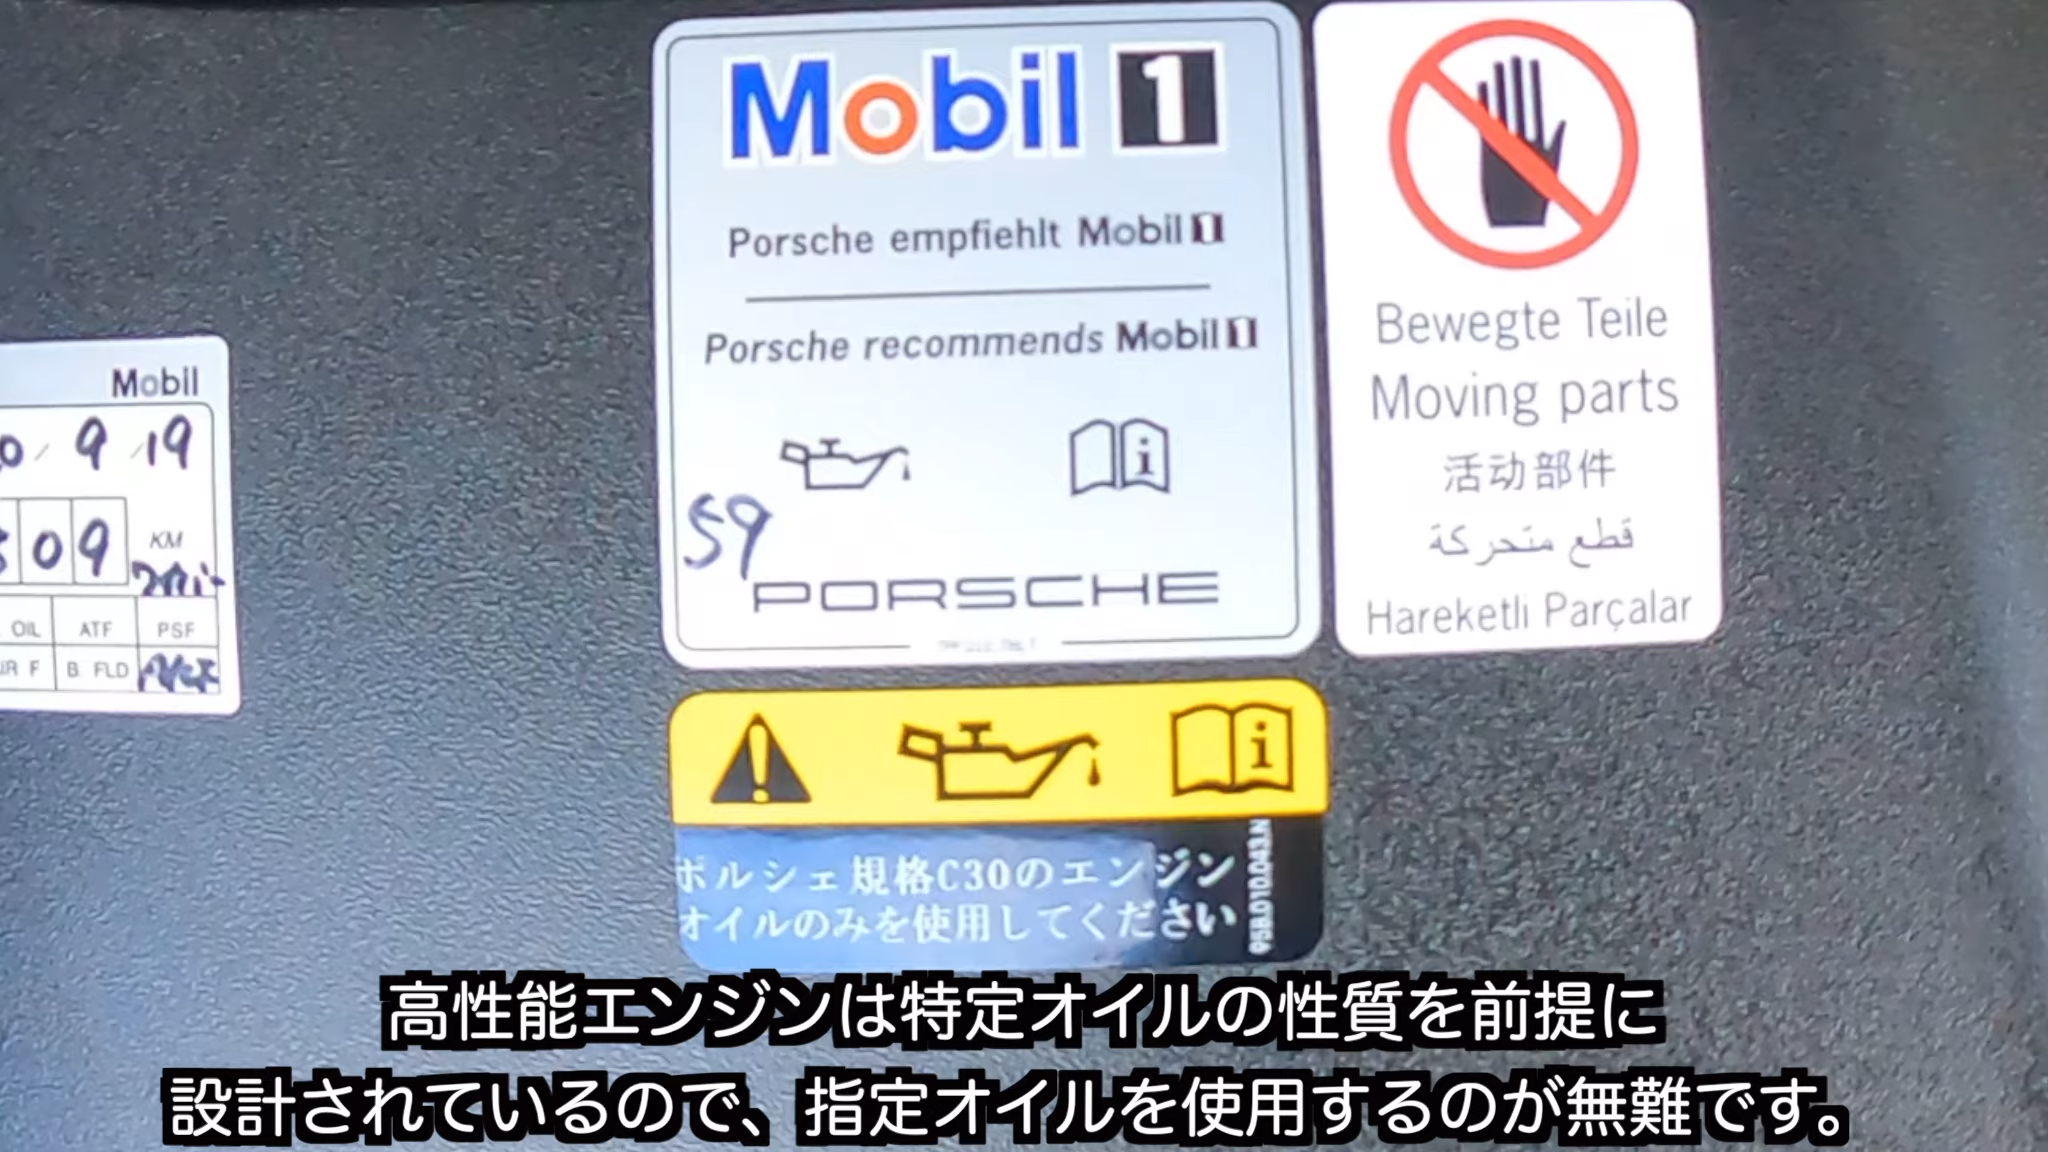 Mobil 1
Porsche empfiehlt Mobil 1
Porsche recommends Mobil 1
59
PORSCHE
Bewegte Teile
Moving parts
活动部件
قطع متحركة
Hareketli Parçalar
Mobil
0/9/19
09 KM
OIL ATF PSF
F B. FLD
ポルシェ規格C30のエンジン
オイルのみを使用してください
958.010.043.N
高性能エンジンは特定オイルの性質を前提に
設計されているので、指定オイルを使用するのが無難です。